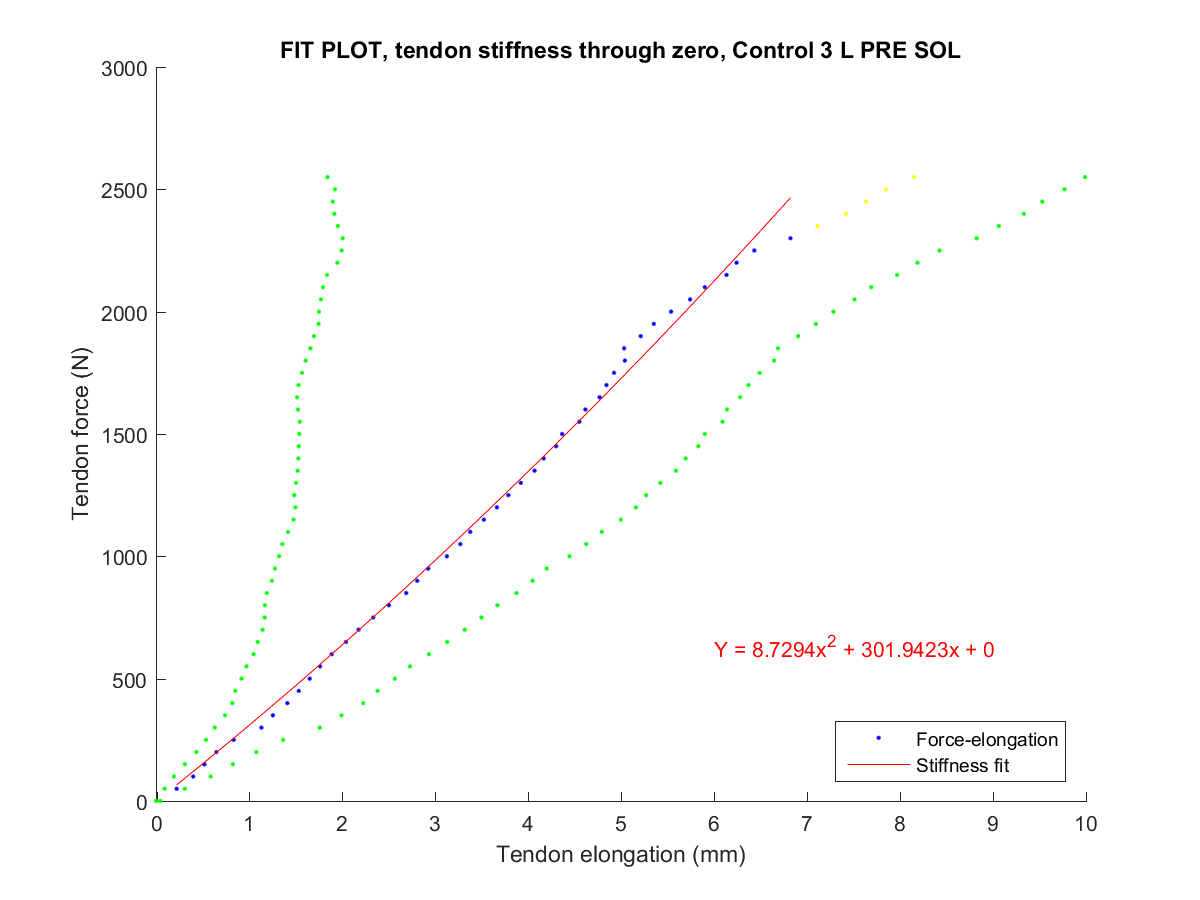 FIT PLOT, tendon stiffness through zero, Control 3 L PRE SOL
3000
2500
2000
1500
1000
500
0
Tendon force (N)
Y = 8.7294x² + 301.9423x + 0
Force-elongation
Stiffness fit
0 1 2 3 4 5 6 7 8 9 10
Tendon elongation (mm)